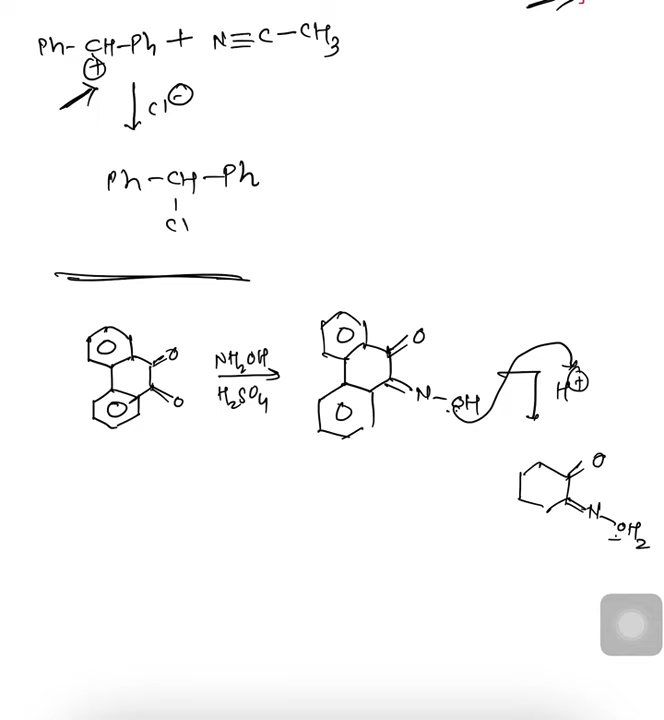 Ph-CH-Ph + N≡C-CH3
⊕
Cl⊖
Ph-CH-Ph
Cl
O
O
NH2OH
H2SO4
O
N-OH
H⊕
O
N
OH2